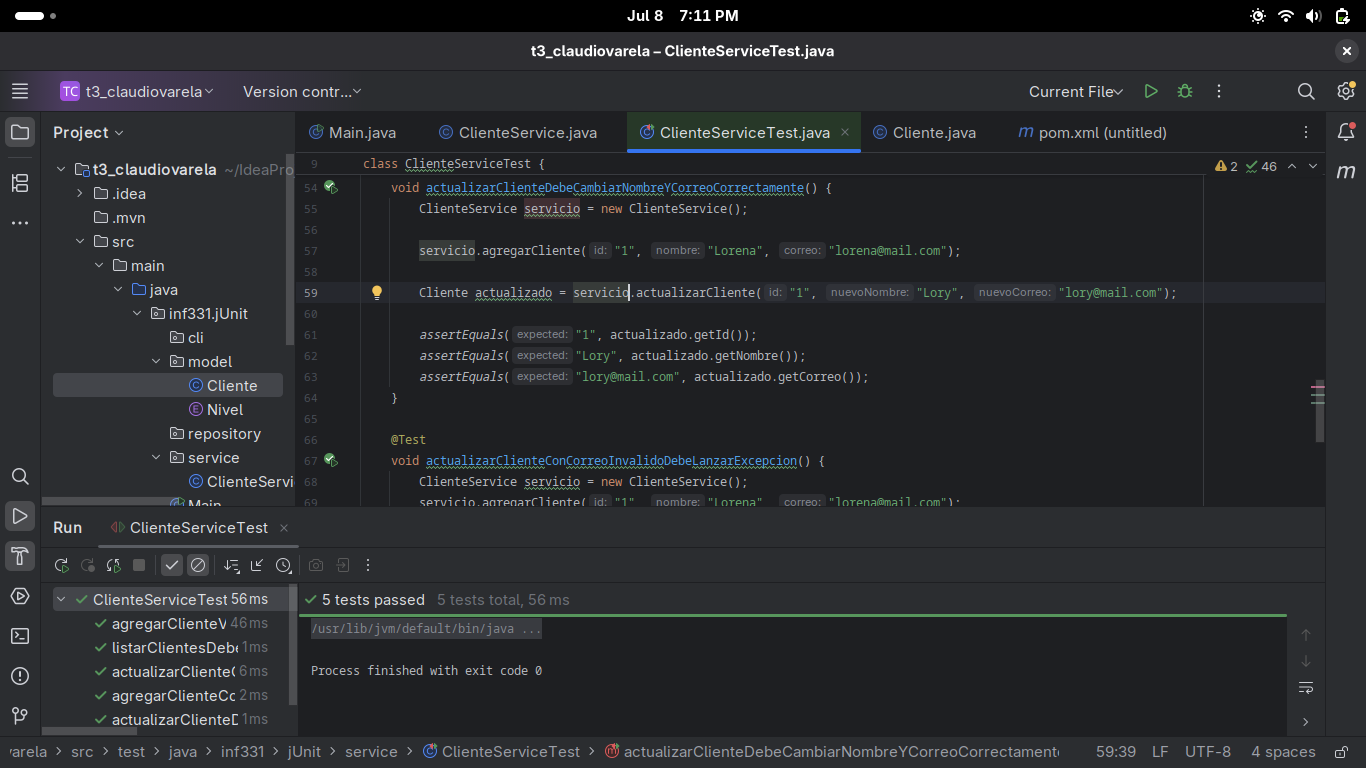 Jul 8 7:11 PM
t3_claudiovarela – ClienteServiceTest.java
TC t3_claudiovarela Version contr... Current File
Project
Main.java ClienteService.java ClienteServiceTest.java Cliente.java pom.xml (untitled)
t3_claudiovarela ~/IdeaPro
.idea
.mvn
src
main
java
inf331.jUnit
cli
model
Cliente
Nivel
repository
service
ClienteServi
Main
9 class ClienteServiceTest { 2 46
54 void actualizarClienteDebeCambiarNombreYCorreoCorrectamente() {
55 ClienteService servicio = new ClienteService();
56
57 servicio.agregarCliente( id: "1", nombre: "Lorena", correo: "lorena@mail.com");
58
59 Cliente actualizado = servicio.actualizarCliente( id: "1", nuevoNombre: "Lory", nuevoCorreo: "lory@mail.com");
60
61 assertEquals( expected: "1", actualizado.getId());
62 assertEquals( expected: "Lory", actualizado.getNombre());
63 assertEquals( expected: "lory@mail.com", actualizado.getCorreo());
64 }
65
66 @Test
67 void actualizarClienteConCorreoInvalidoDebeLanzarExcepcion() {
68 ClienteService servicio = new ClienteService();
69 servicio.agregarCliente( id: "1", nombre: "Lorena", correo: "lorena@mail.com");
Run ClienteServiceTest
ClienteServiceTest 56 ms
agregarClienteV 46 ms
listarClientesDebe 1 ms
actualizarCliente 6 ms
agregarClienteCo 2 ms
actualizarClienteD 1 ms
5 tests passed 5 tests total, 56 ms
/usr/lib/jvm/default/bin/java ...
Process finished with exit code 0
varela > src > test > java > inf331 > jUnit > service > ClienteServiceTest > actualizarClienteDebeCambiarNombreYCorreoCorrectament 59:39 LF UTF-8 4 spaces